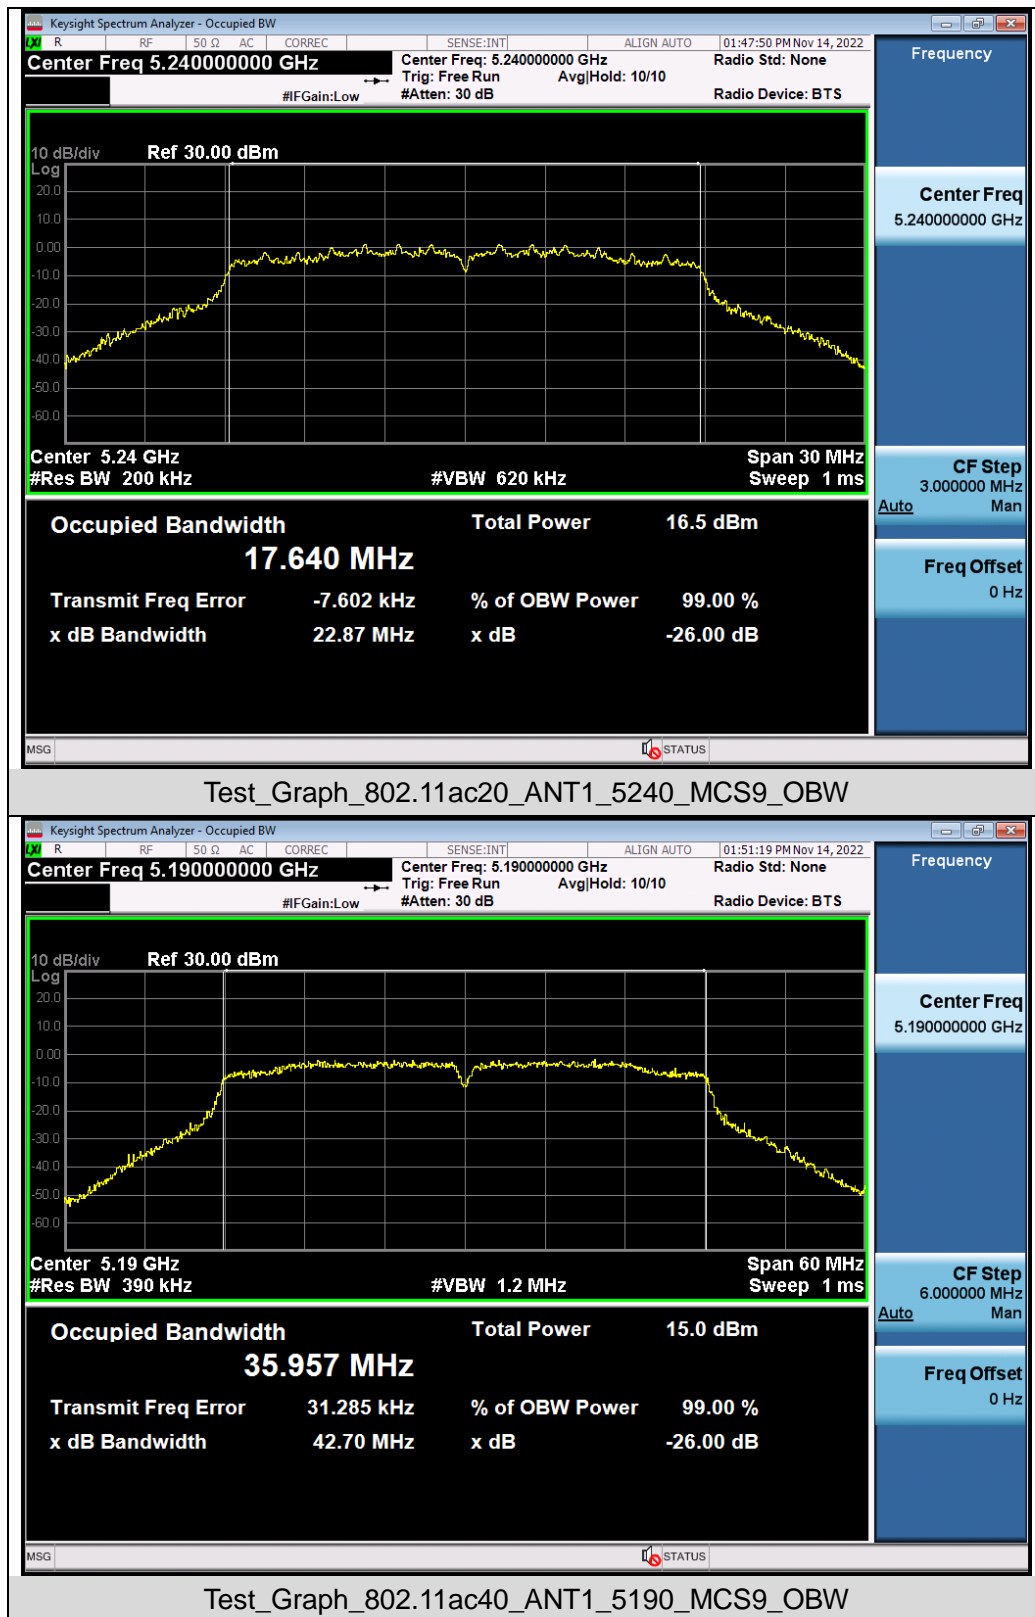 Keysight Spectrum Analyzer - Occupied BW
LXI R RF 50 Ω AC CORREC SENSE:INT ALIGN AUTO 01:47:50 PM Nov 14, 2022
Center Freq 5.240000000 GHz
Center Freq: 5.240000000 GHz
Radio Std: None
Trig: Free Run Avg|Hold: 10/10
#IFGain:Low
#Atten: 30 dB
Radio Device: BTS
Frequency
10 dB/div Ref 30.00 dBm
Log
20.0
10.0
0.00
-10.0
-20.0
-30.0
-40.0
-50.0
-60.0
Center Freq
5.240000000 GHz
Center 5.24 GHz Span 30 MHz
#Res BW 200 kHz #VBW 620 kHz Sweep 1 ms
CF Step
3.000000 MHz
Auto Man
Occupied Bandwidth Total Power 16.5 dBm
17.640 MHz
Freq Offset
0 Hz
Transmit Freq Error -7.602 kHz % of OBW Power 99.00 %
x dB Bandwidth 22.87 MHz x dB -26.00 dB
MSG STATUS
Test_Graph_802.11ac20_ANT1_5240_MCS9_OBW
Keysight Spectrum Analyzer - Occupied BW
LXI R RF 50 Ω AC CORREC SENSE:INT ALIGN AUTO 01:51:19 PM Nov 14, 2022
Center Freq 5.190000000 GHz
Center Freq: 5.190000000 GHz
Radio Std: None
Trig: Free Run Avg|Hold: 10/10
#IFGain:Low
#Atten: 30 dB
Radio Device: BTS
Frequency
10 dB/div Ref 30.00 dBm
Log
20.0
10.0
0.00
-10.0
-20.0
-30.0
-40.0
-50.0
-60.0
Center Freq
5.190000000 GHz
Center 5.19 GHz Span 60 MHz
#Res BW 390 kHz #VBW 1.2 MHz Sweep 1 ms
CF Step
6.000000 MHz
Auto Man
Occupied Bandwidth Total Power 15.0 dBm
35.957 MHz
Freq Offset
0 Hz
Transmit Freq Error 31.285 kHz % of OBW Power 99.00 %
x dB Bandwidth 42.70 MHz x dB -26.00 dB
MSG STATUS
Test_Graph_802.11ac40_ANT1_5190_MCS9_OBW